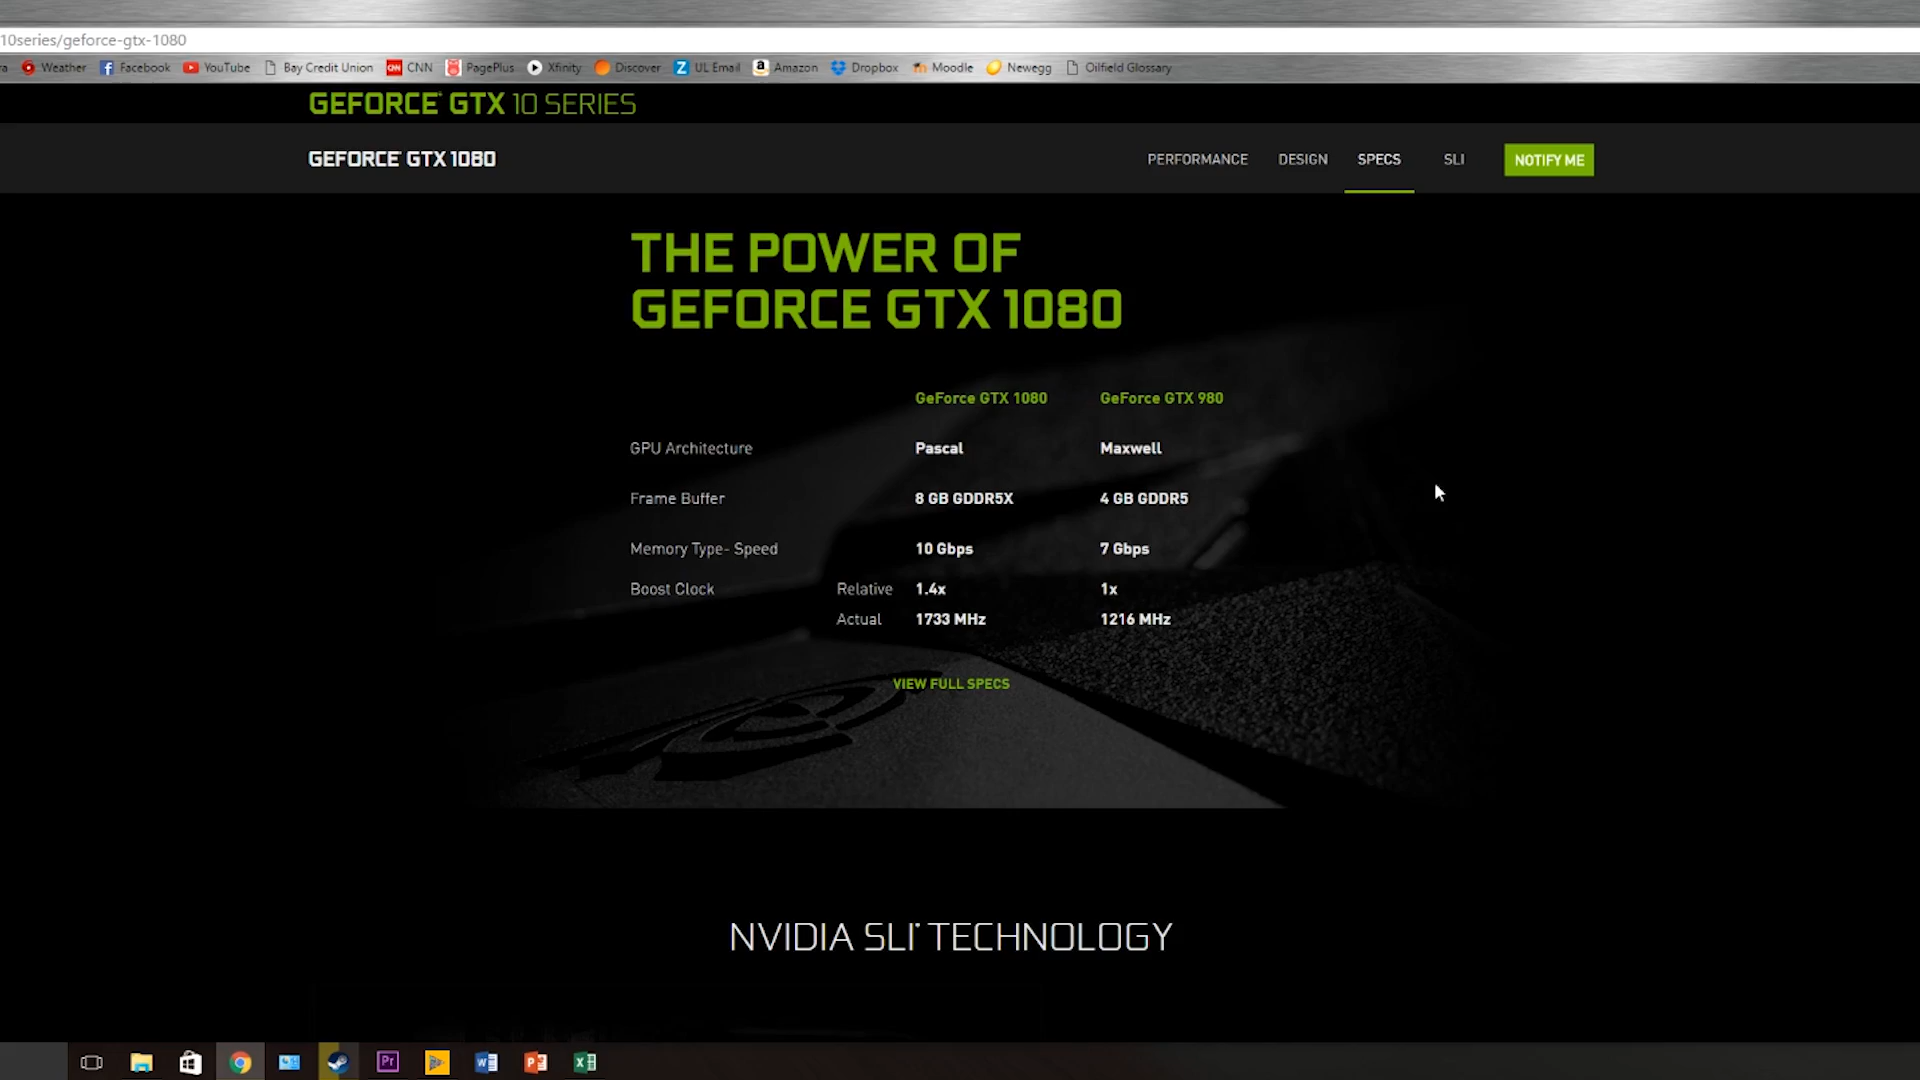 10series/geforce-gtx-1080
Weather Facebook YouTube Bay Credit Union CNN PagePlus Xfinity Discover UL Email Amazon Dropbox Moodle Newegg Oilfield Glossary
GEFORCE® GTX 10 SERIES
GEFORCE® GTX 1080 PERFORMANCE DESIGN SPECS SLI NOTIFY ME
THE POWER OF
GEFORCE GTX 1080
GeForce GTX 1080 GeForce GTX 980
GPU Architecture Pascal Maxwell
Frame Buffer 8 GB GDDR5X 4 GB GDDR5
Memory Type- Speed 10 Gbps 7 Gbps
Boost Clock Relative 1.4x 1x
Actual 1733 MHz 1216 MHz
VIEW FULL SPECS
NVIDIA SLI® TECHNOLOGY